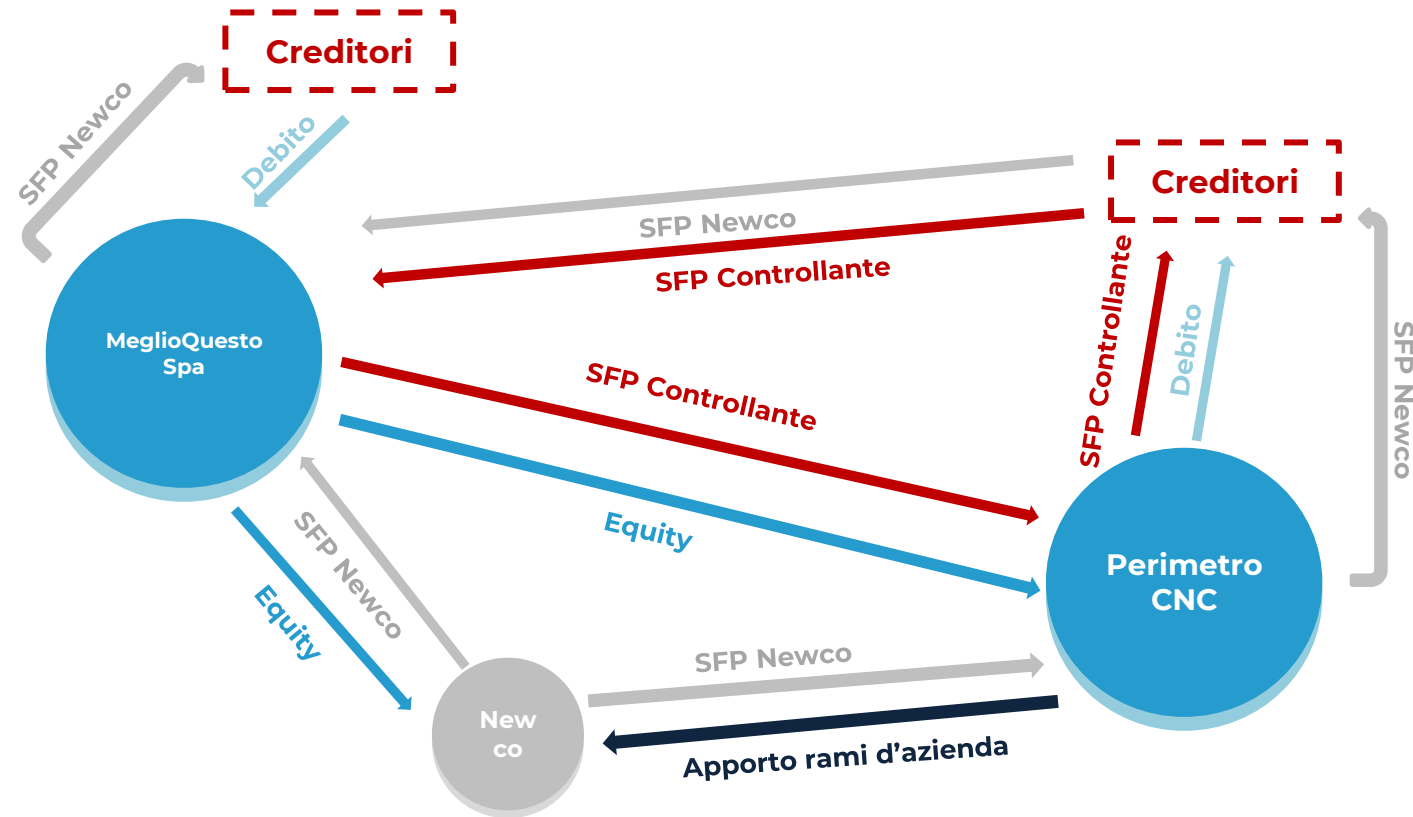 Creditori
SFP Newco
Debito
Creditori
SFP Newco
SFP Controllante
SFP Controllante
Debito
SFP Newco
MeglioQuesto
Spa
SFP Controllante
Equity
SFP Newco
Equity
Perimetro
CNC
SFP Newco
New
co
Apporto rami d’azienda